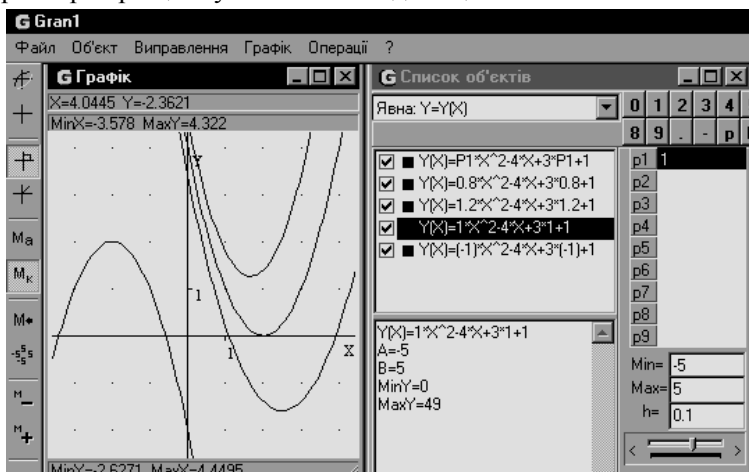 Gran1
Файл Об'єкт Виправлення Графік Операції ?
Графік
X=4.0445 Y=-2.3621
MinX=-3.578 MaxY=4.322
Y
1
1
X
MinY=-2.6271 MaxY=4.4495
Ma
Mк
M
-5 5 5 -5
M
M +
Список об'єктів
Явна: Y=Y(X)
Y(X)=P1*X^2-4*X+3*P1+1
Y(X)=0.8*X^2-4*X+3*0.8+1
Y(X)=1.2*X^2-4*X+3*1.2+1
Y(X)=1*X^2-4*X+3*1+1
Y(X)=(-1)*X^2-4*X+3*(-1)+1
Y(X)=1*X^2-4*X+3*1+1
A=-5
B=5
MinY=0
MaxY=49
0 1 2 3 4
8 9 . - p
p1 1
p2
p3
p4
p5
p6
p7
p8
p9
Min= -5
Max= 5
h= 0.1
< >